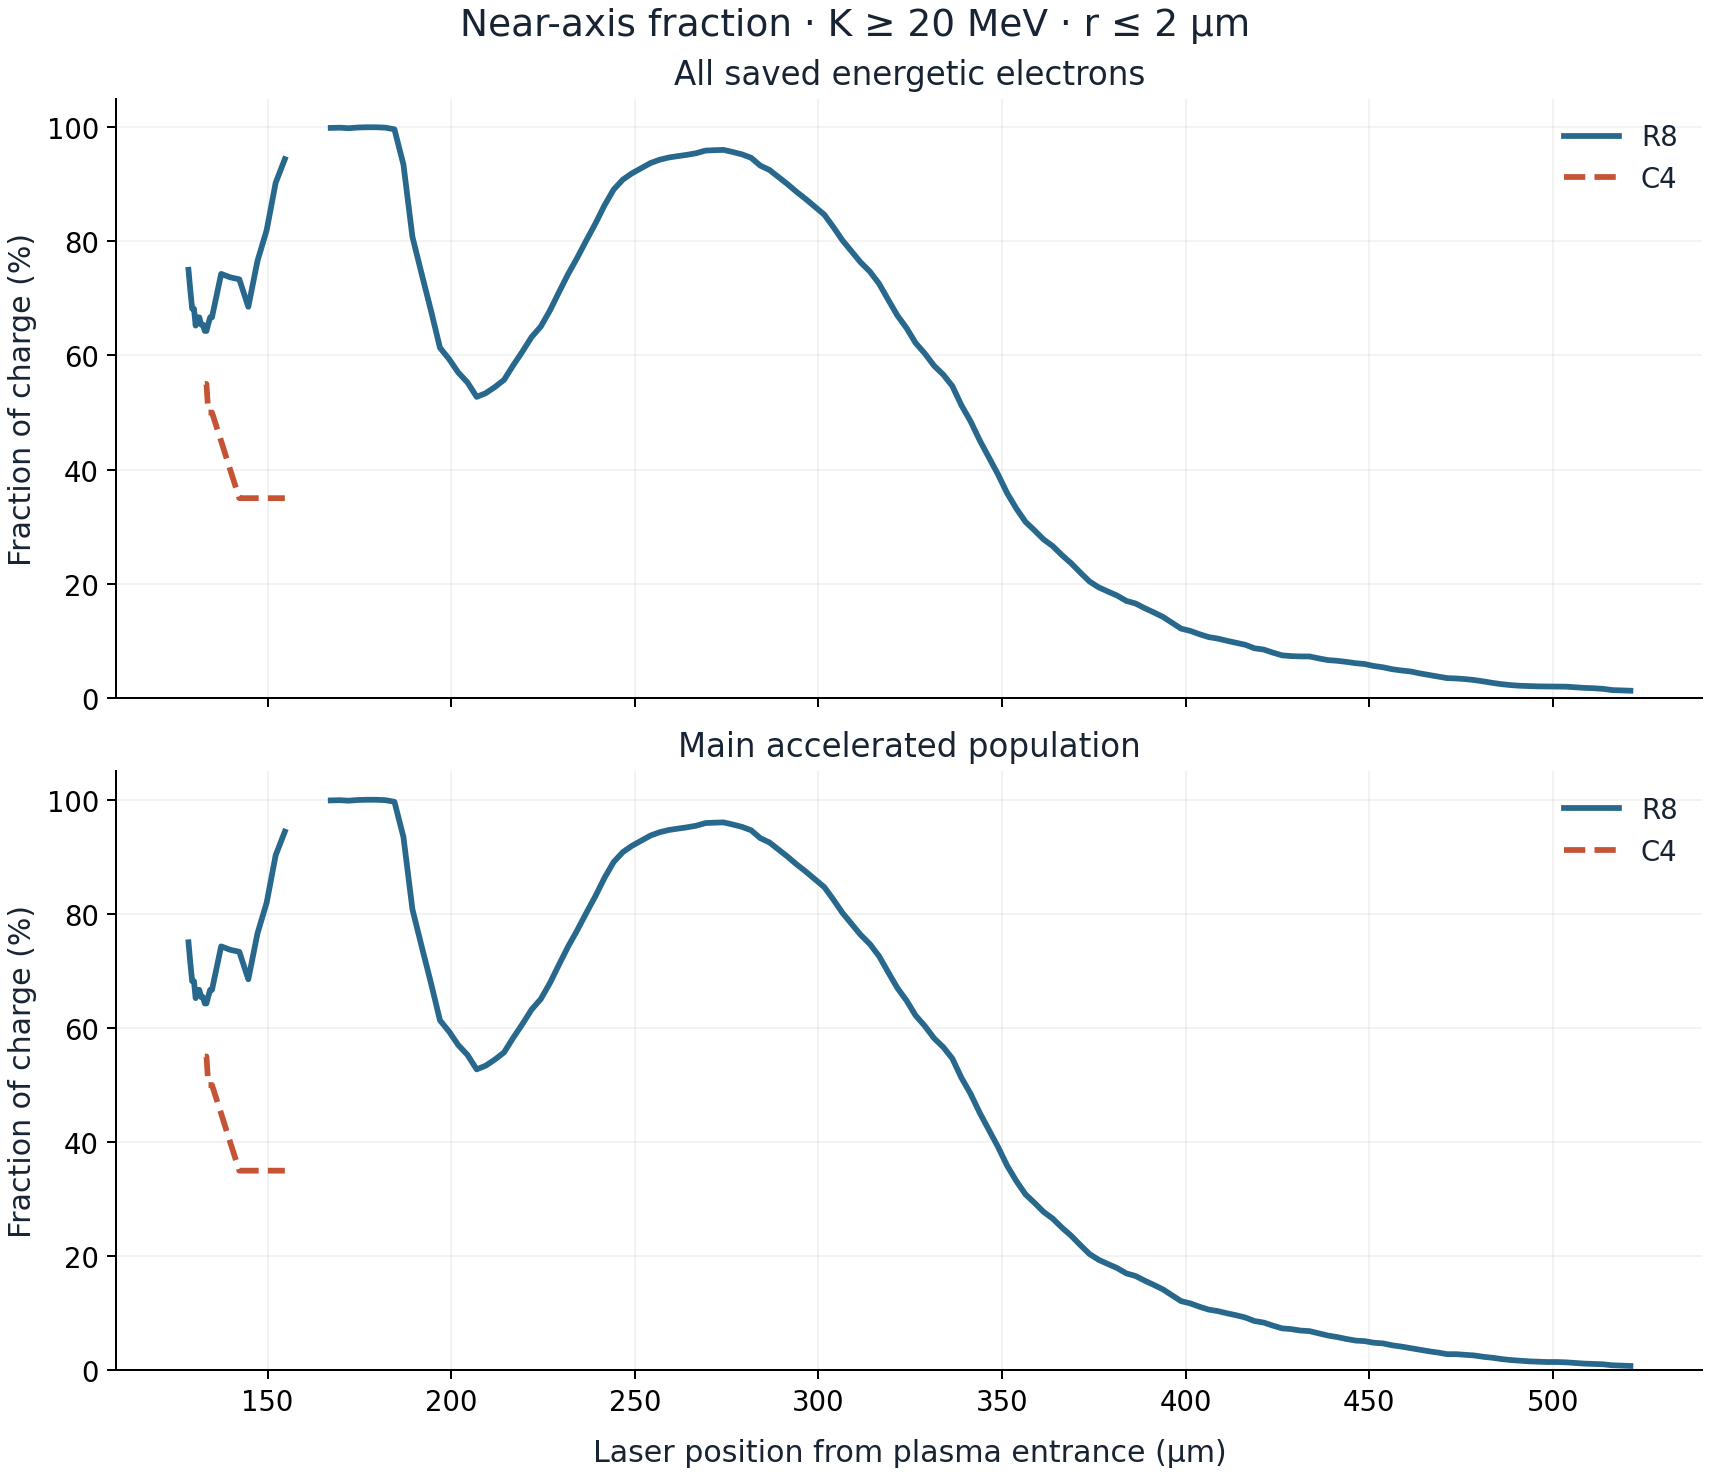 Near-axis fraction · K ≥ 20 MeV · r ≤ 2 μm
All saved energetic electrons
Fraction of charge (%)
100
80
60
40
20
0
R8
C4
Main accelerated population
Fraction of charge (%)
100
80
60
40
20
0
R8
C4
150 200 250 300 350 400 450 500
Laser position from plasma entrance (μm)